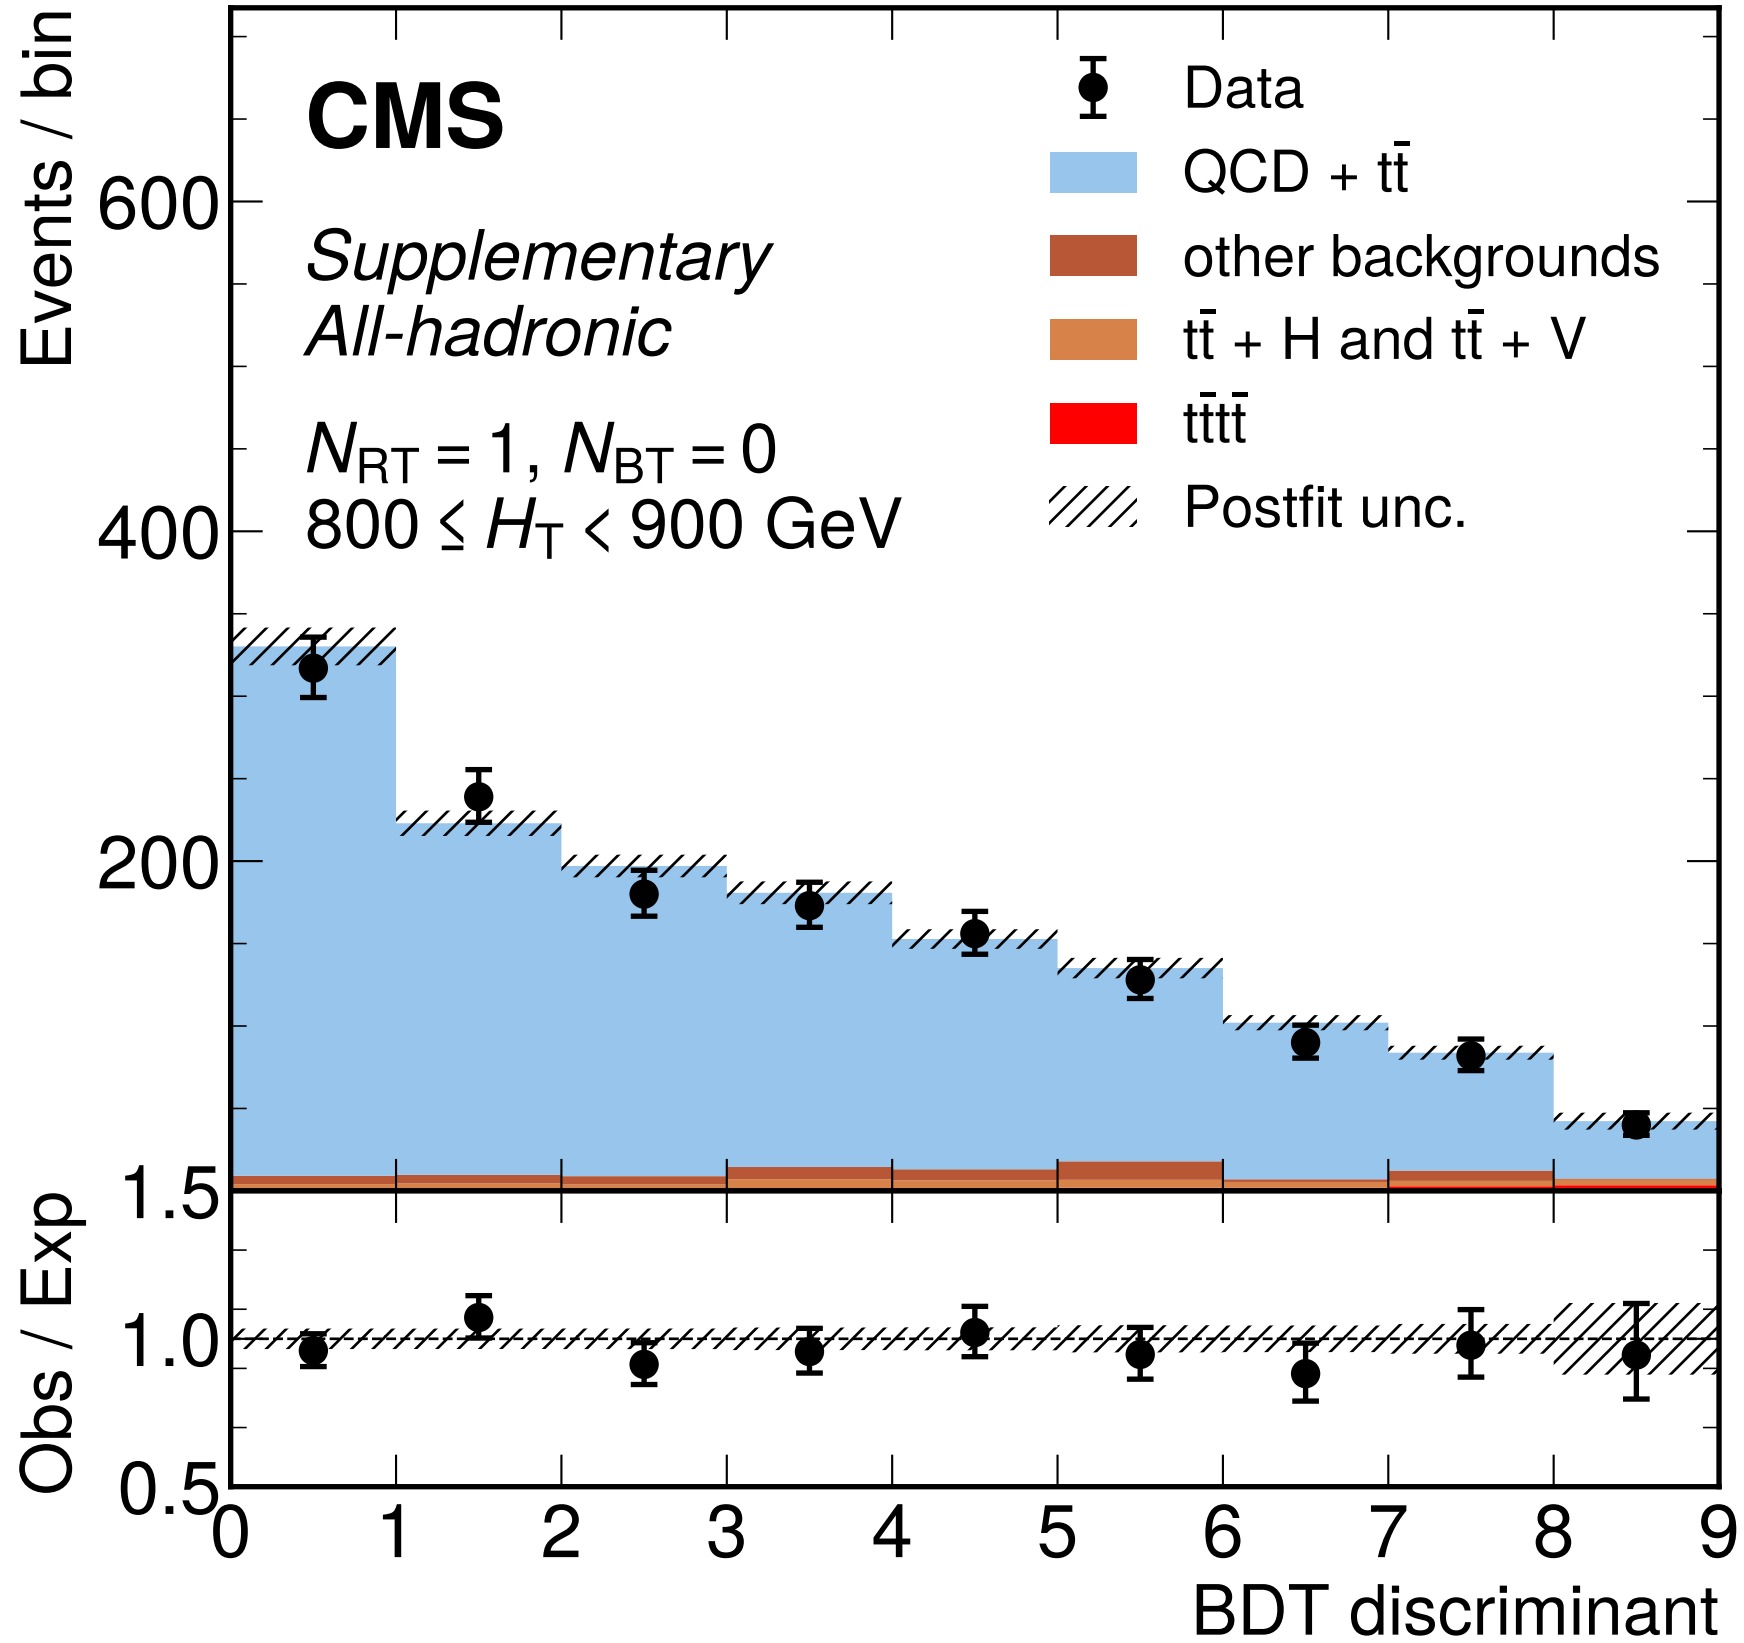 Events / bin
600
400
200
CMS
Supplementary
All-hadronic
N_RT = 1, N_BT = 0
800 ≤ H_T < 900 GeV
Data
QCD + tt̄
other backgrounds
tt̄ + H and tt̄ + V
tt̄tt̄
Postfit unc.
Obs / Exp
1.5
1.0
0.5
0 1 2 3 4 5 6 7 8 9
BDT discriminant